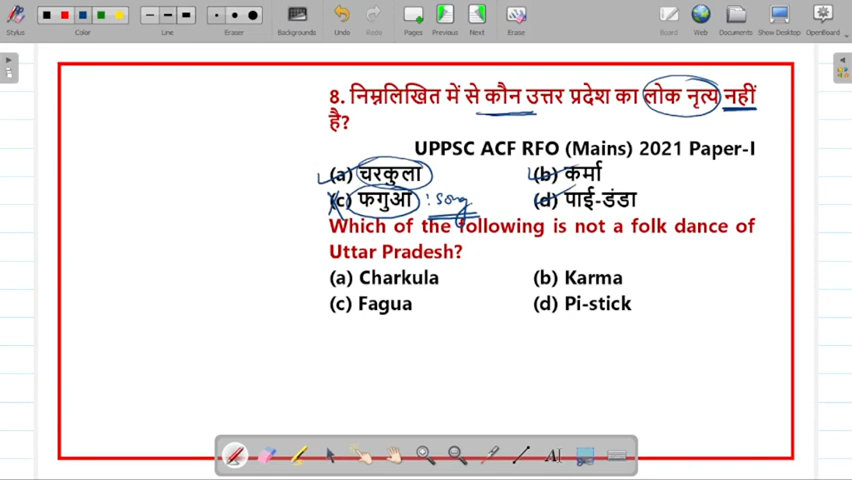 Stylus
Color
Line
Eraser
Backgrounds
Undo
Redo
Pages
Previous
Next
Erase
Board
Web
Documents
Show Desktop
OpenBoard
8. निम्नलिखित में से कौन उत्तर प्रदेश का लोक नृत्य नहीं
है?
UPPSC ACF RFO (Mains) 2021 Paper-I
(a) चरकुला (b) कर्मा
(c) फगुआ : song (d) पाई-डंडा
Which of the following is not a folk dance of
Uttar Pradesh?
(a) Charkula (b) Karma
(c) Fagua (d) Pi-stick